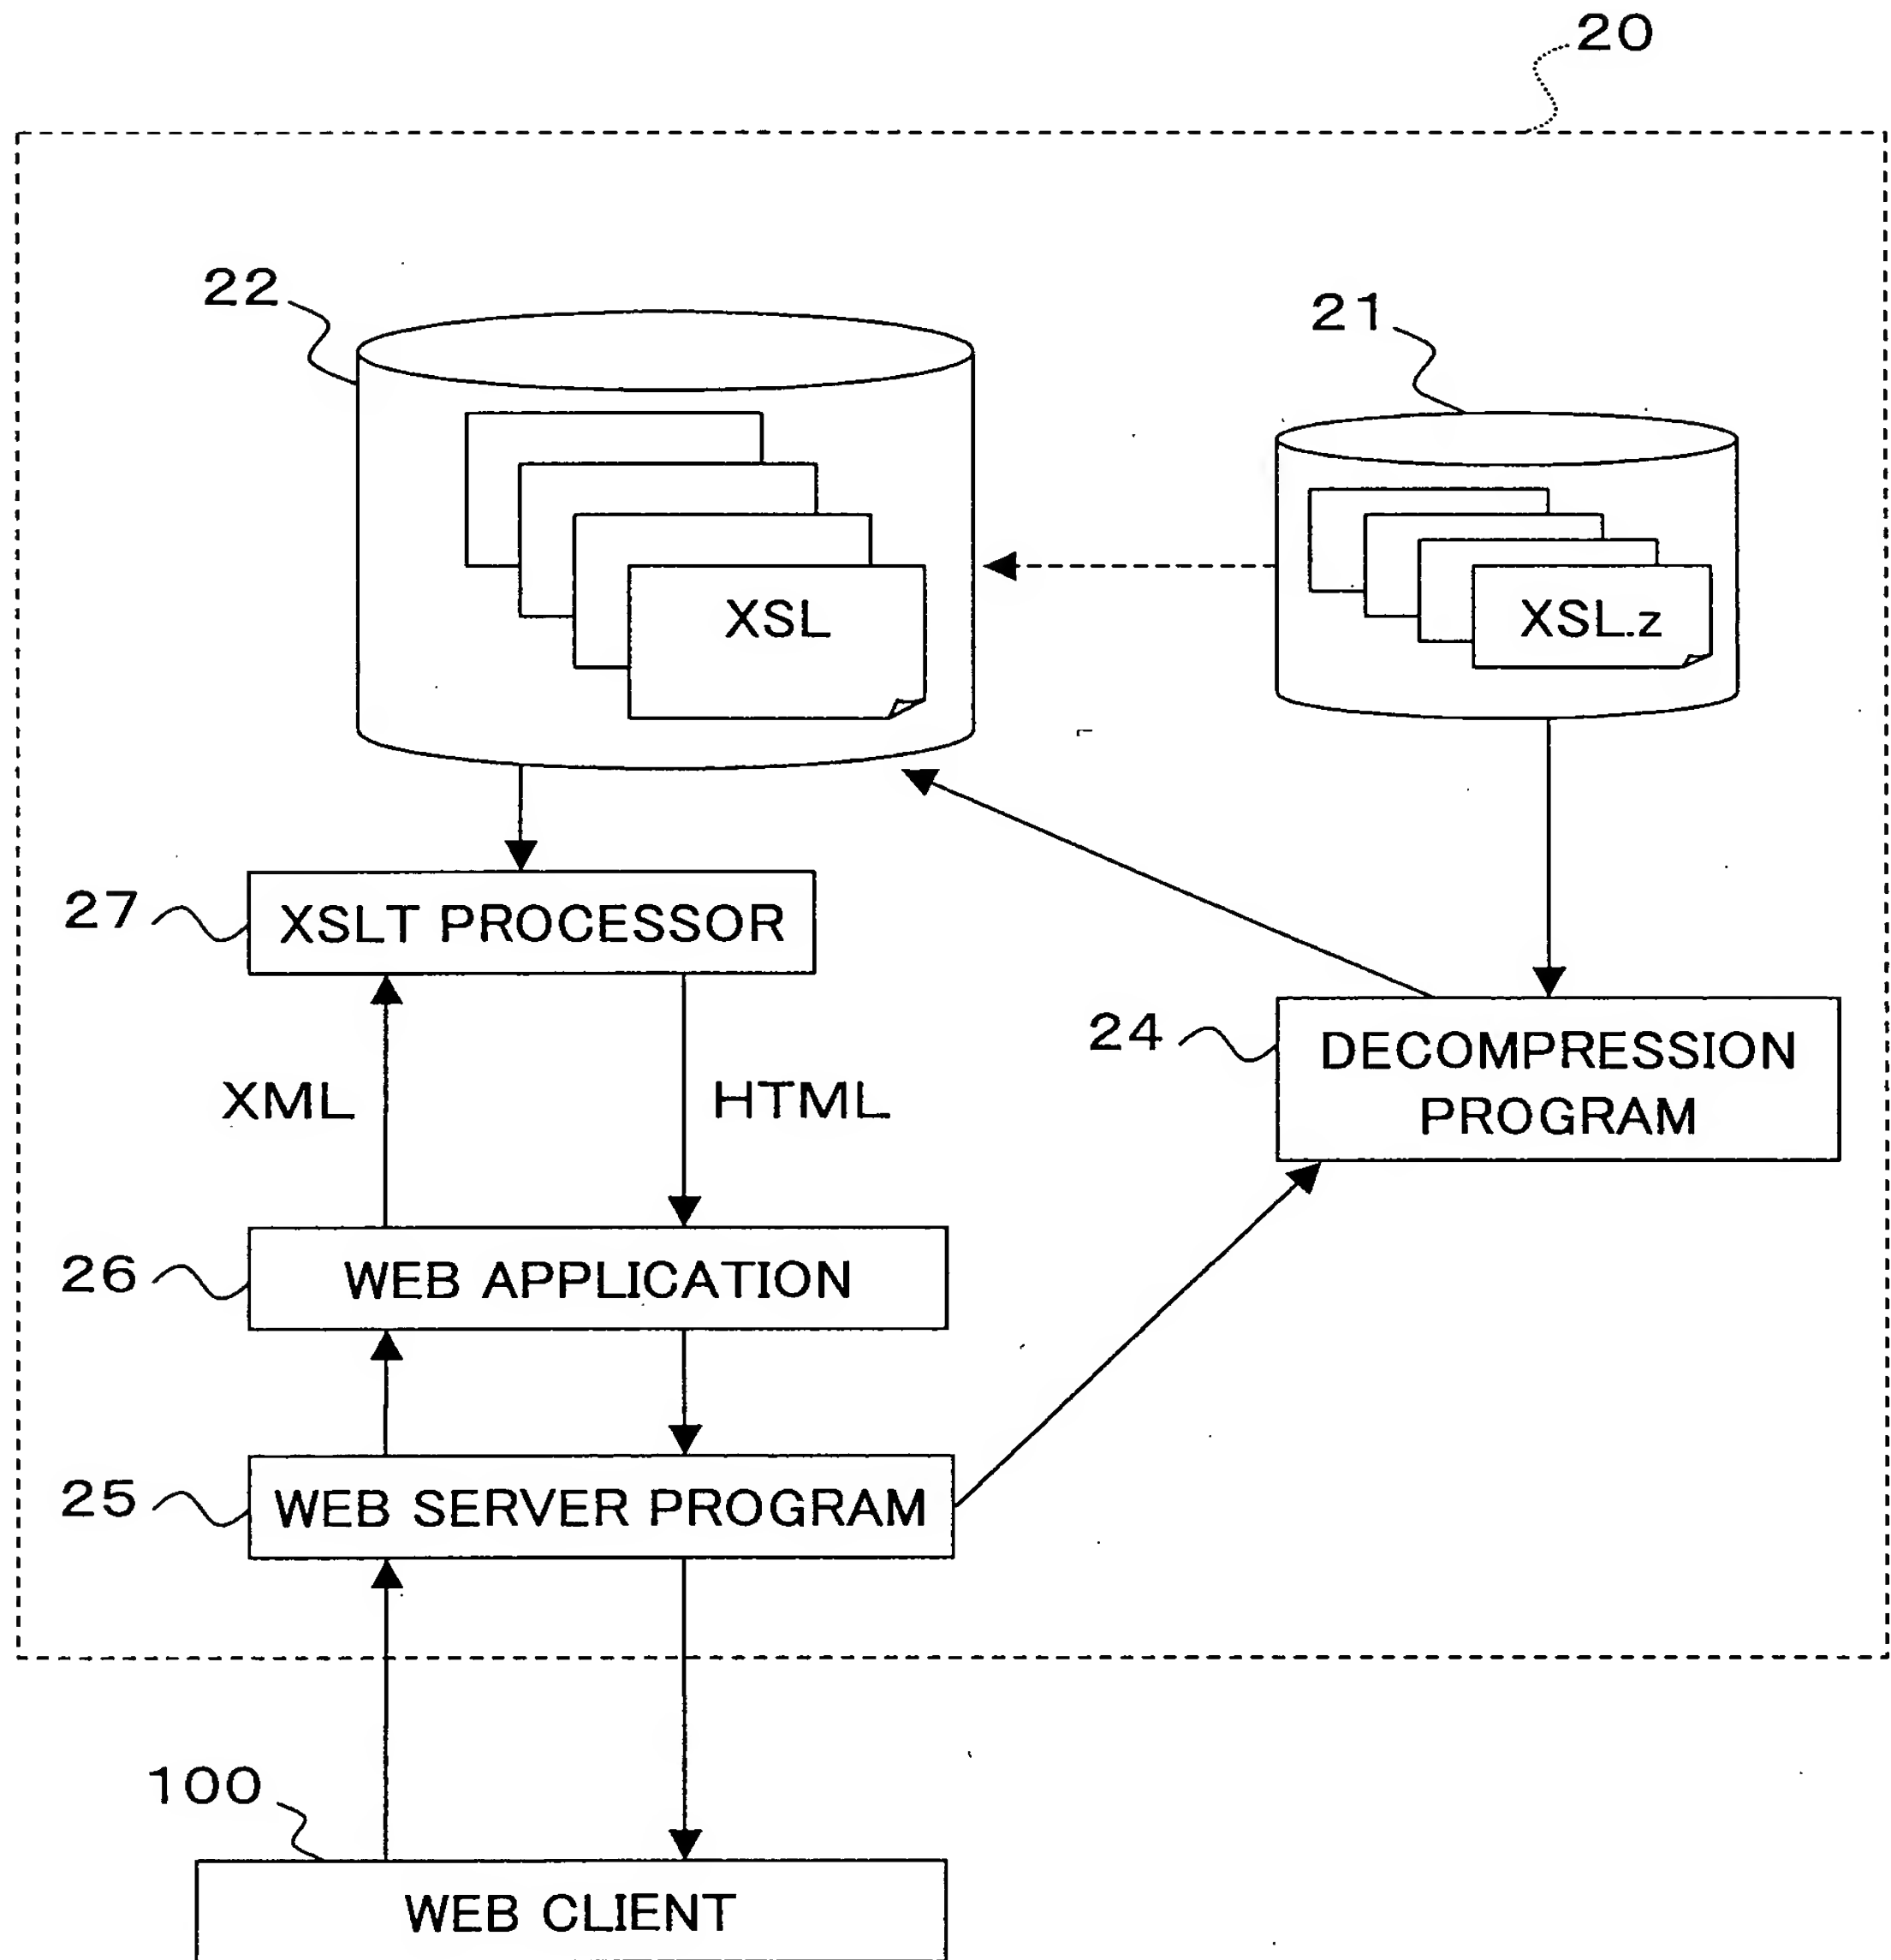 20
22
21
XSL
XSL.z
27
XSLT PROCESSOR
24
DECOMPRESSION
PROGRAM
XML
HTML
26
WEB APPLICATION
25
WEB SERVER PROGRAM
100
WEB CLIENT